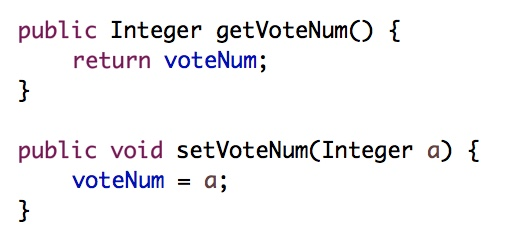 public Integer getVoteNum() {
    return voteNum;
}

public void setVoteNum(Integer a) {
    voteNum = a;
}